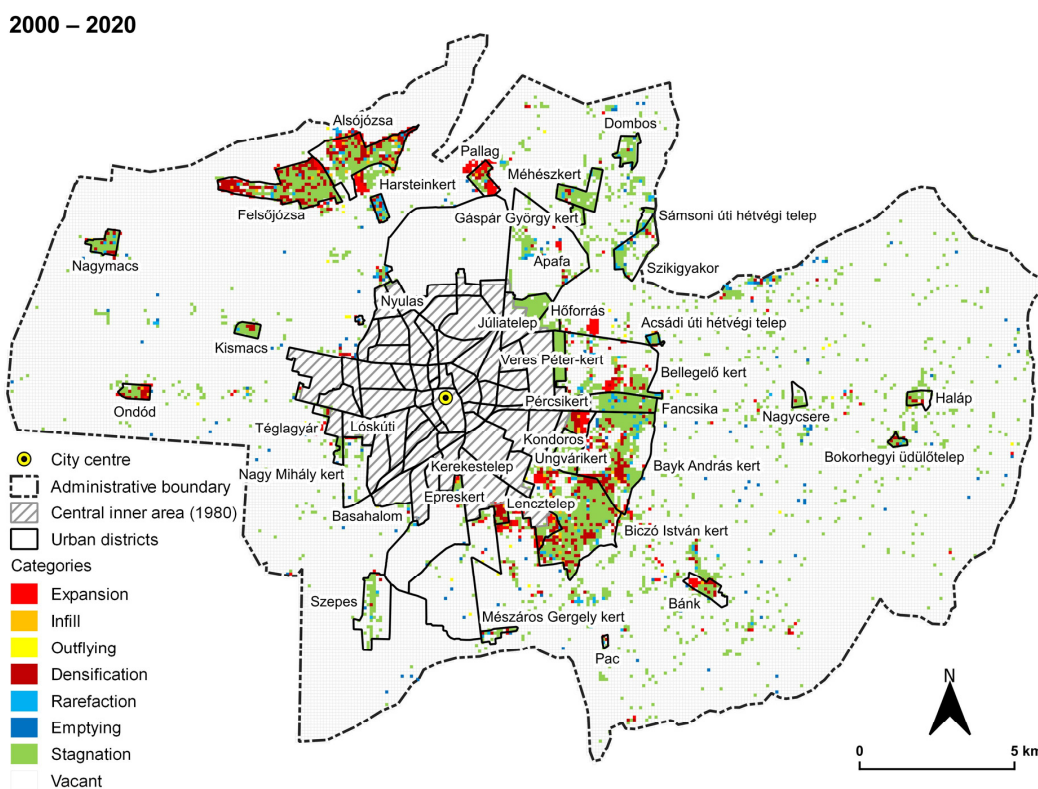 2000 – 2020
Alsójózsa
Dombos
Pallag
Méhészkert
Harsteinkert
Felsőjózsa
Gáspár György kert
Sámsoni úti hétvégi telep
Apafa
Szikigyakor
Nagymacs
Nyulas
Hőforrás
Júliatelep
Acsádi úti hétvégi telep
Kismacs
Veres Péter-kert
Bellegelő kert
Ondód
Pércsikert
Fancsika
Nagycsere
Haláp
Téglagyár
Lóskúti
Kondoros
Bokorhegyi üdülőtelep
Ungvárikert
Nagy Mihály kert
Kerekestelep
Bayk András kert
Epreskert
Lencztelep
Basahalom
Biczó István kert
Szepes
Bánk
Mészáros Gergely kert
Pac
City centre
Administrative boundary
Central inner area (1980)
Urban districts
Categories
Expansion
Infill
Outflying
Densification
Rarefaction
Emptying
Stagnation
Vacant
N
0 5 km